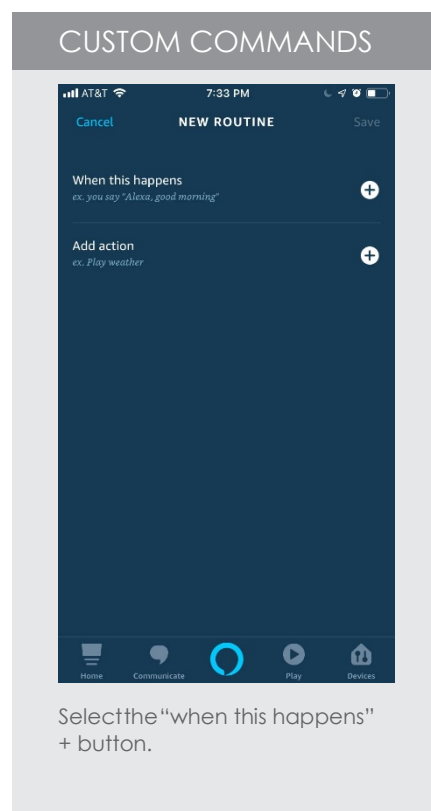 CUSTOM COMMANDS
AT&T 7:33 PM
Cancel NEW ROUTINE Save
When this happens
ex. you say "Alexa, good morning"
Add action
ex. Play weather
Home Communicate Play Devices
Selectthe“when this happens”
+ button.